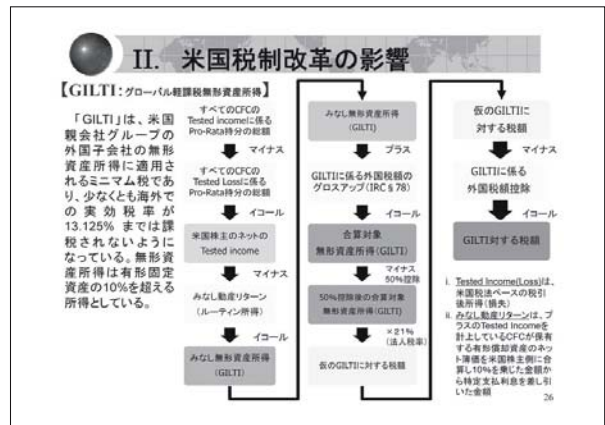 II. 米国税制改革の影響
【GILTI：グローバル軽課税無形資産所得】
「GILTI」は、米国
親会社グループの
外国子会社の無形
資産所得に適用さ
れるミニマム税であ
り、少なくとも海外で
の実効税率が
13.125% までは課
税されないように
なっている。無形資
産所得は有形固定
資産の10%を超える
所得としている。
すべてのCFCの
Tested incomeに係る
Pro-Rata持分の総額
マイナス
すべてのCFCの
Tested Lossに係る
Pro-Rata持分の総額
イコール
米国株主のネットの
Tested income
マイナス
みなし動産リターン
(ルーティン所得)
イコール
みなし無形資産所得
(GILTI)
みなし無形資産所得
(GILTI)
プラス
GILTIに係る外国税額の
グロスアップ(IRC§78)
イコール
合算対象
無形資産所得(GILTI)
マイナス
50%控除
50%控除後の合算対象
無形資産所得(GILTI)
×21%
(法人税率)
仮のGILTIに対する税額
仮のGILTIに
対する税額
マイナス
GILTIに係る
外国税額控除
イコール
GILTI対する税額
i. Tested Income(Loss)は、
米国税法ベースの税引
後所得(損失)
ii. みなし動産リターンは、プ
ラスのTested Incomeを
計上しているCFCが保有
する有形償却資産のネッ
ト簿価を米国株主側に合
算し10%を乗じた金額か
ら特定支払利息を差し引
いた金額
26